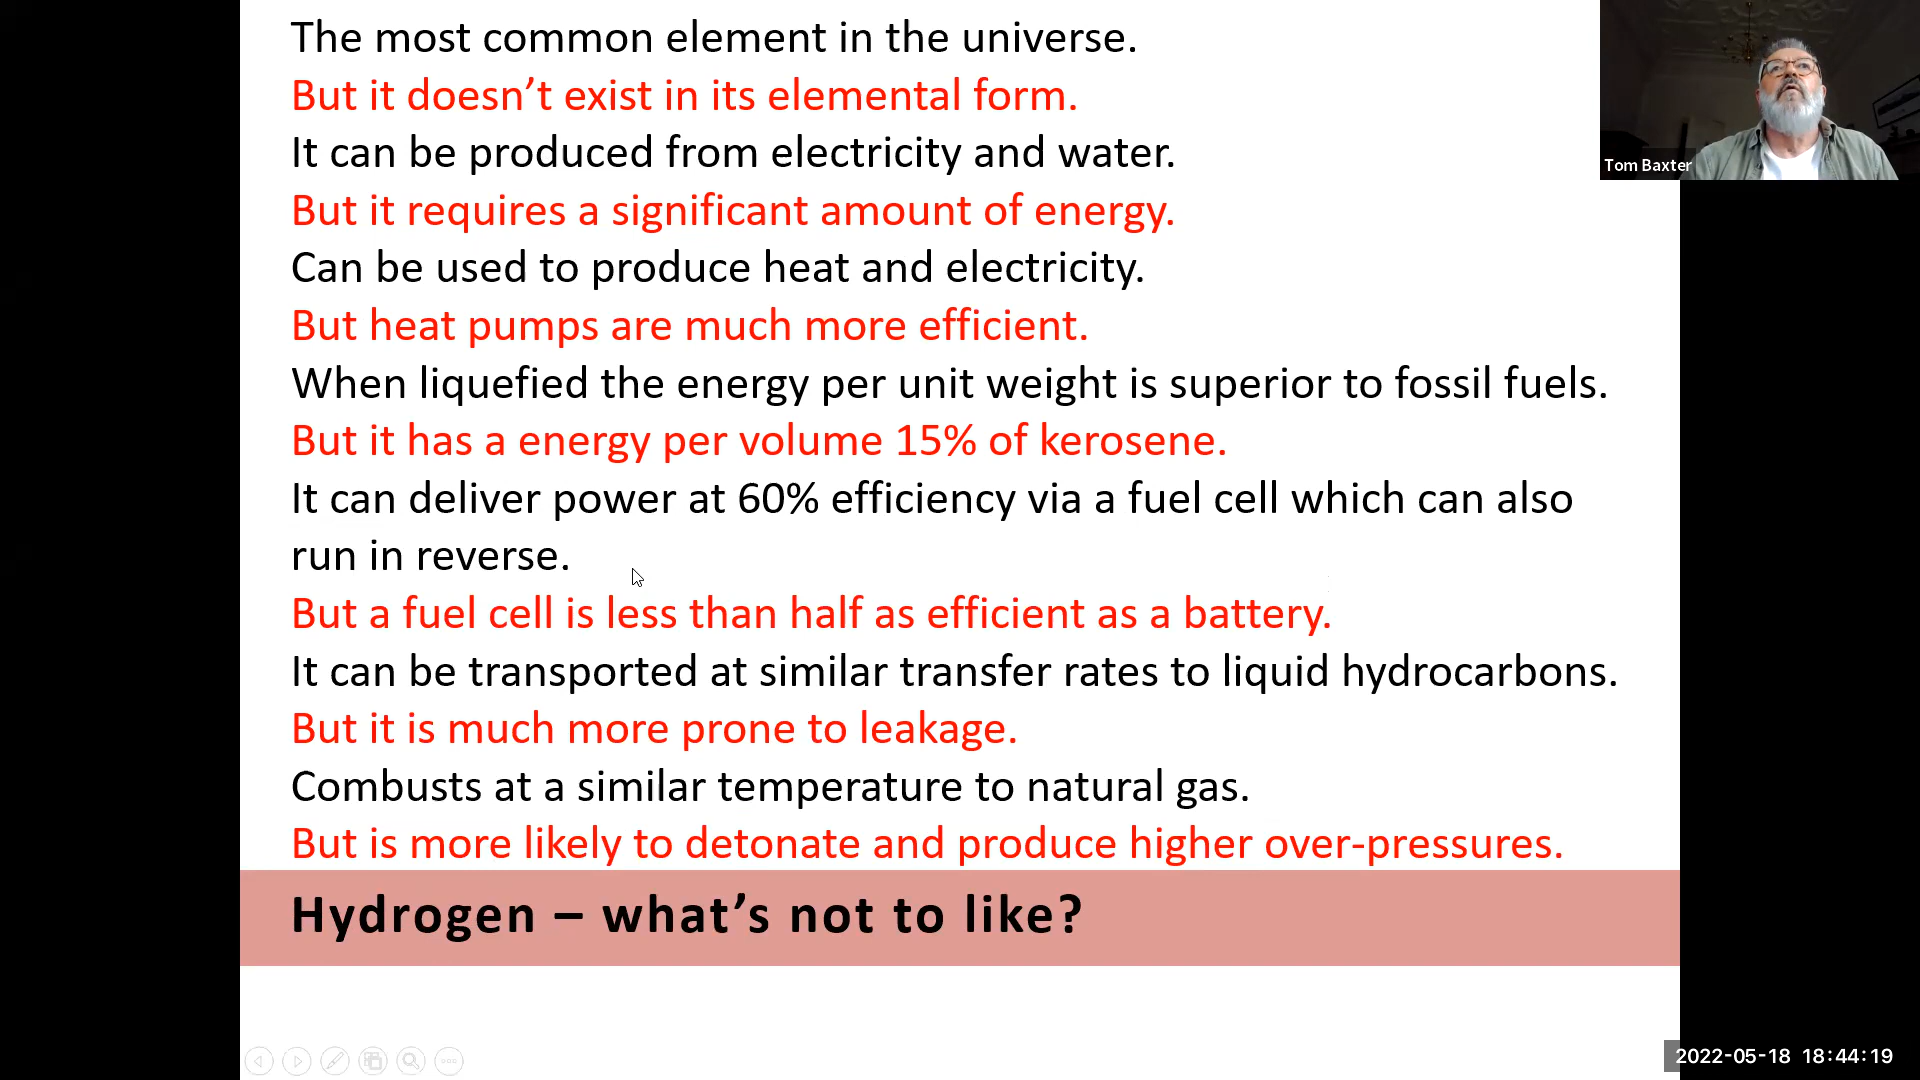 The most common element in the universe.
But it doesn’t exist in its elemental form.
It can be produced from electricity and water.
But it requires a significant amount of energy.
Can be used to produce heat and electricity.
But heat pumps are much more efficient.
When liquefied the energy per unit weight is superior to fossil fuels.
But it has a energy per volume 15% of kerosene.
It can deliver power at 60% efficiency via a fuel cell which can also
run in reverse.
But a fuel cell is less than half as efficient as a battery.
It can be transported at similar transfer rates to liquid hydrocarbons.
But it is much more prone to leakage.
Combusts at a similar temperature to natural gas.
But is more likely to detonate and produce higher over-pressures.
Hydrogen – what’s not to like?
Tom Baxter
2022-05-18 18:44:19